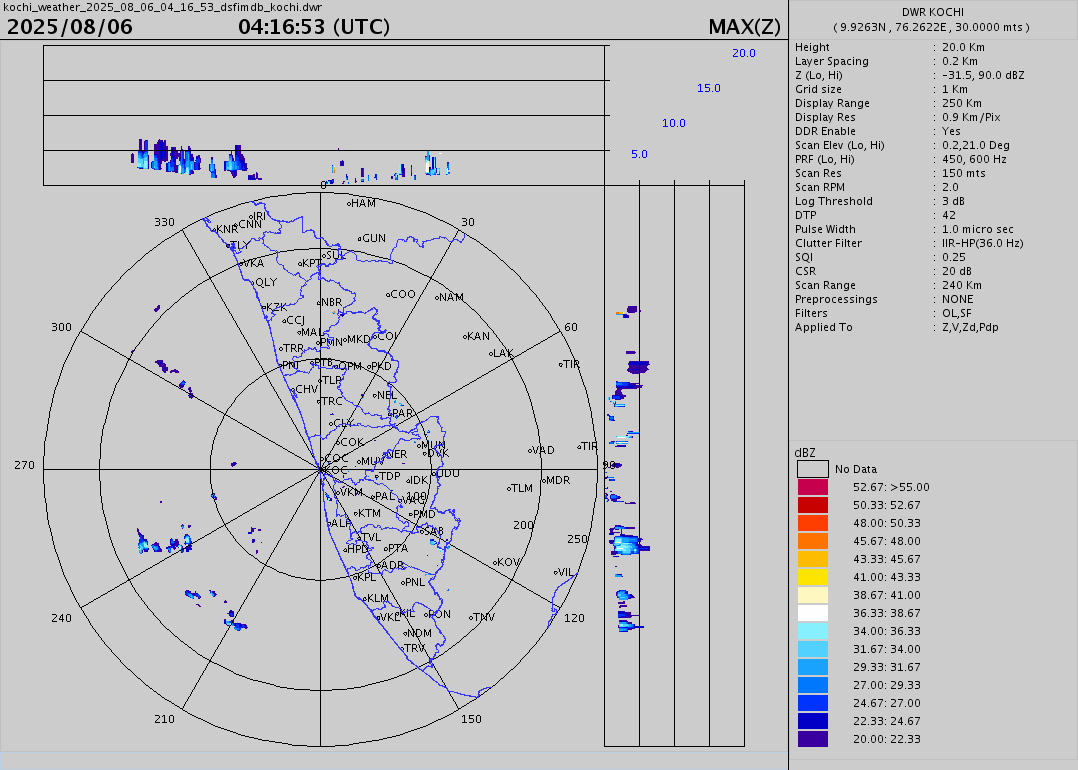 kochi_weather_2025_08_06_04_16_53_dsfimdb_kochi.dwr
2025/08/06 04:16:53 (UTC) MAX(Z)
20.0
15.0
10.0
5.0
DWR KOCHI
( 9.9263N , 76.2622E , 30.0000 mts )
Height : 20.0 Km
Layer Spacing : 0.2 Km
Z (Lo, Hi) : -31.5, 90.0 dBZ
Grid size : 1 Km
Display Range : 250 Km
Display Res : 0.9 Km/Pix
DDR Enable : Yes
Scan Elev (Lo, Hi) : 0.2,21.0 Deg
PRF (Lo, Hi) : 450, 600 Hz
Scan Res : 150 mts
Scan RPM : 2.0
Log Threshold : 3 dB
DTP : 42
Pulse Width : 1.0 micro sec
Clutter Filter : IIR-HP(36.0 Hz)
SQI : 0.25
CSR : 20 dB
Scan Range : 240 Km
Preprocessings : NONE
Filters : OL,SF
Applied To : Z,V,Zd,Pdp
0
HAM
IRI
330 CNN 30
KNR
GUN
TLY
SUL
VKA KPT
QLY
COO NAM
NBR
KZK
CCJ
300 60
MAL KAN
PMN MKD COI
TRR LAK
PNI PTB OPM PKD TIR
TLP
CHV NEL
TRC
PAR
CLY
COK MUN TIR
NER DVK VAD
270 COC MUV 90
KOC UDU
TDP IDK MDR
TLM
VKM PAL VAG 100
KTM PMD
ALP 200
SAB
TVL 250
HPD PTA
ADR KOV
KPL PNL VIL
KLM
240 VKL KIL PON TNV 120
NDM
TRV
210 150
dBZ
No Data
52.67: >55.00
50.33: 52.67
48.00: 50.33
45.67: 48.00
43.33: 45.67
41.00: 43.33
38.67: 41.00
36.33: 38.67
34.00: 36.33
31.67: 34.00
29.33: 31.67
27.00: 29.33
24.67: 27.00
22.33: 24.67
20.00: 22.33